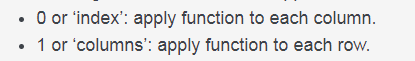 • 0 or ‘index’: apply function to each column.
• 1 or ‘columns’: apply function to each row.